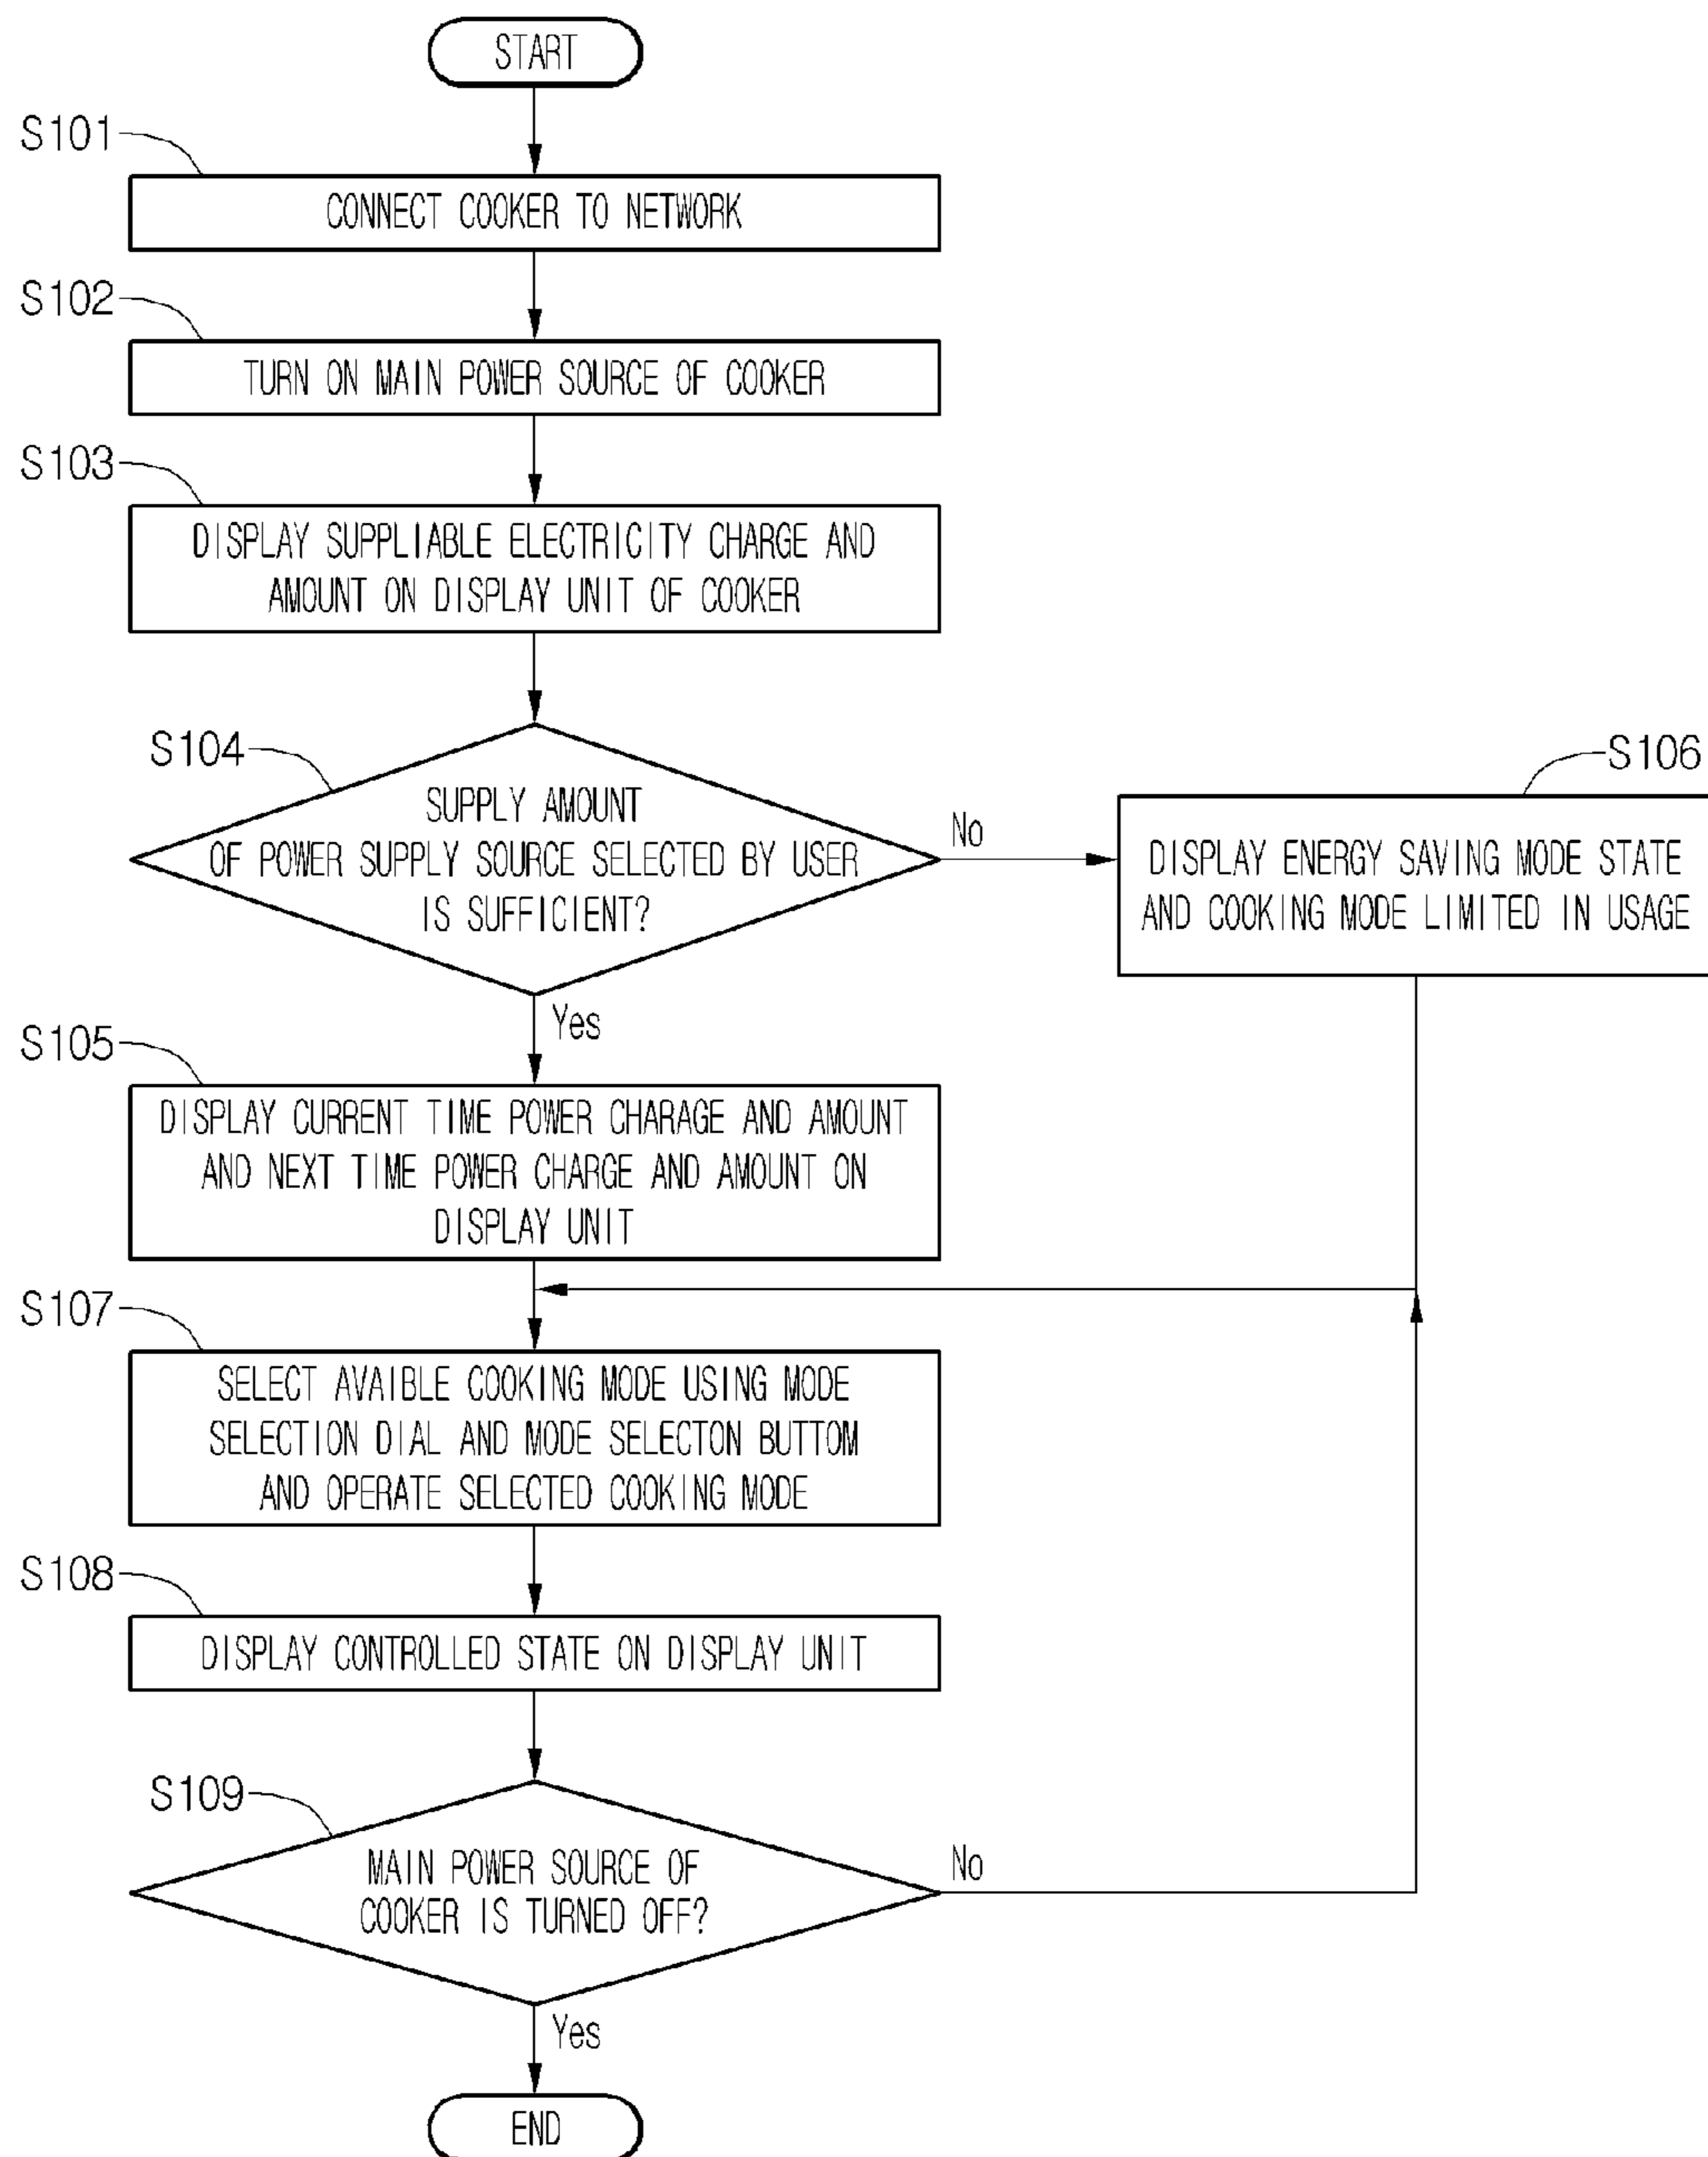 START
S101
CONNECT COOKER TO NETWORK
S102
TURN ON MAIN POWER SOURCE OF COOKER
S103
DISPLAY SUPPLIABLE ELECTRICITY CHARGE AND
AMOUNT ON DISPLAY UNIT OF COOKER
S104
SUPPLY AMOUNT
OF POWER SUPPLY SOURCE SELECTED BY USER
IS SUFFICIENT?
No
S106
DISPLAY ENERGY SAVING MODE STATE
AND COOKING MODE LIMITED IN USAGE
Yes
S105
DISPLAY CURRENT TIME POWER CHARAGE AND AMOUNT
AND NEXT TIME POWER CHARGE AND AMOUNT ON
DISPLAY UNIT
S107
SELECT AVAIBLE COOKING MODE USING MODE
SELECTION DIAL AND MODE SELECTON BUTTOM
AND OPERATE SELECTED COOKING MODE
S108
DISPLAY CONTROLLED STATE ON DISPLAY UNIT
S109
MAIN POWER SOURCE OF
COOKER IS TURNED OFF?
No
Yes
END